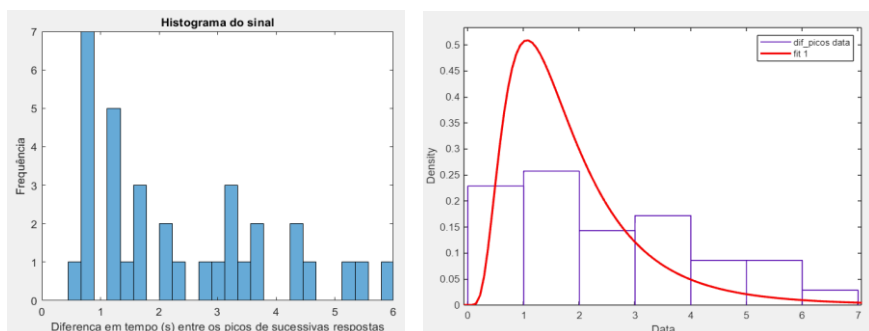 Histograma do sinal
7
6
5
4
3
2
1
0
Frequência
0 1 2 3 4 5 6
Diferença em tempo (s) entre os picos de sucessivas respostas
dif_picos data
fit 1
0.5
0.45
0.4
0.35
0.3
0.25
0.2
0.15
0.1
0.05
0
Density
0 1 2 3 4 5 6 7
Data